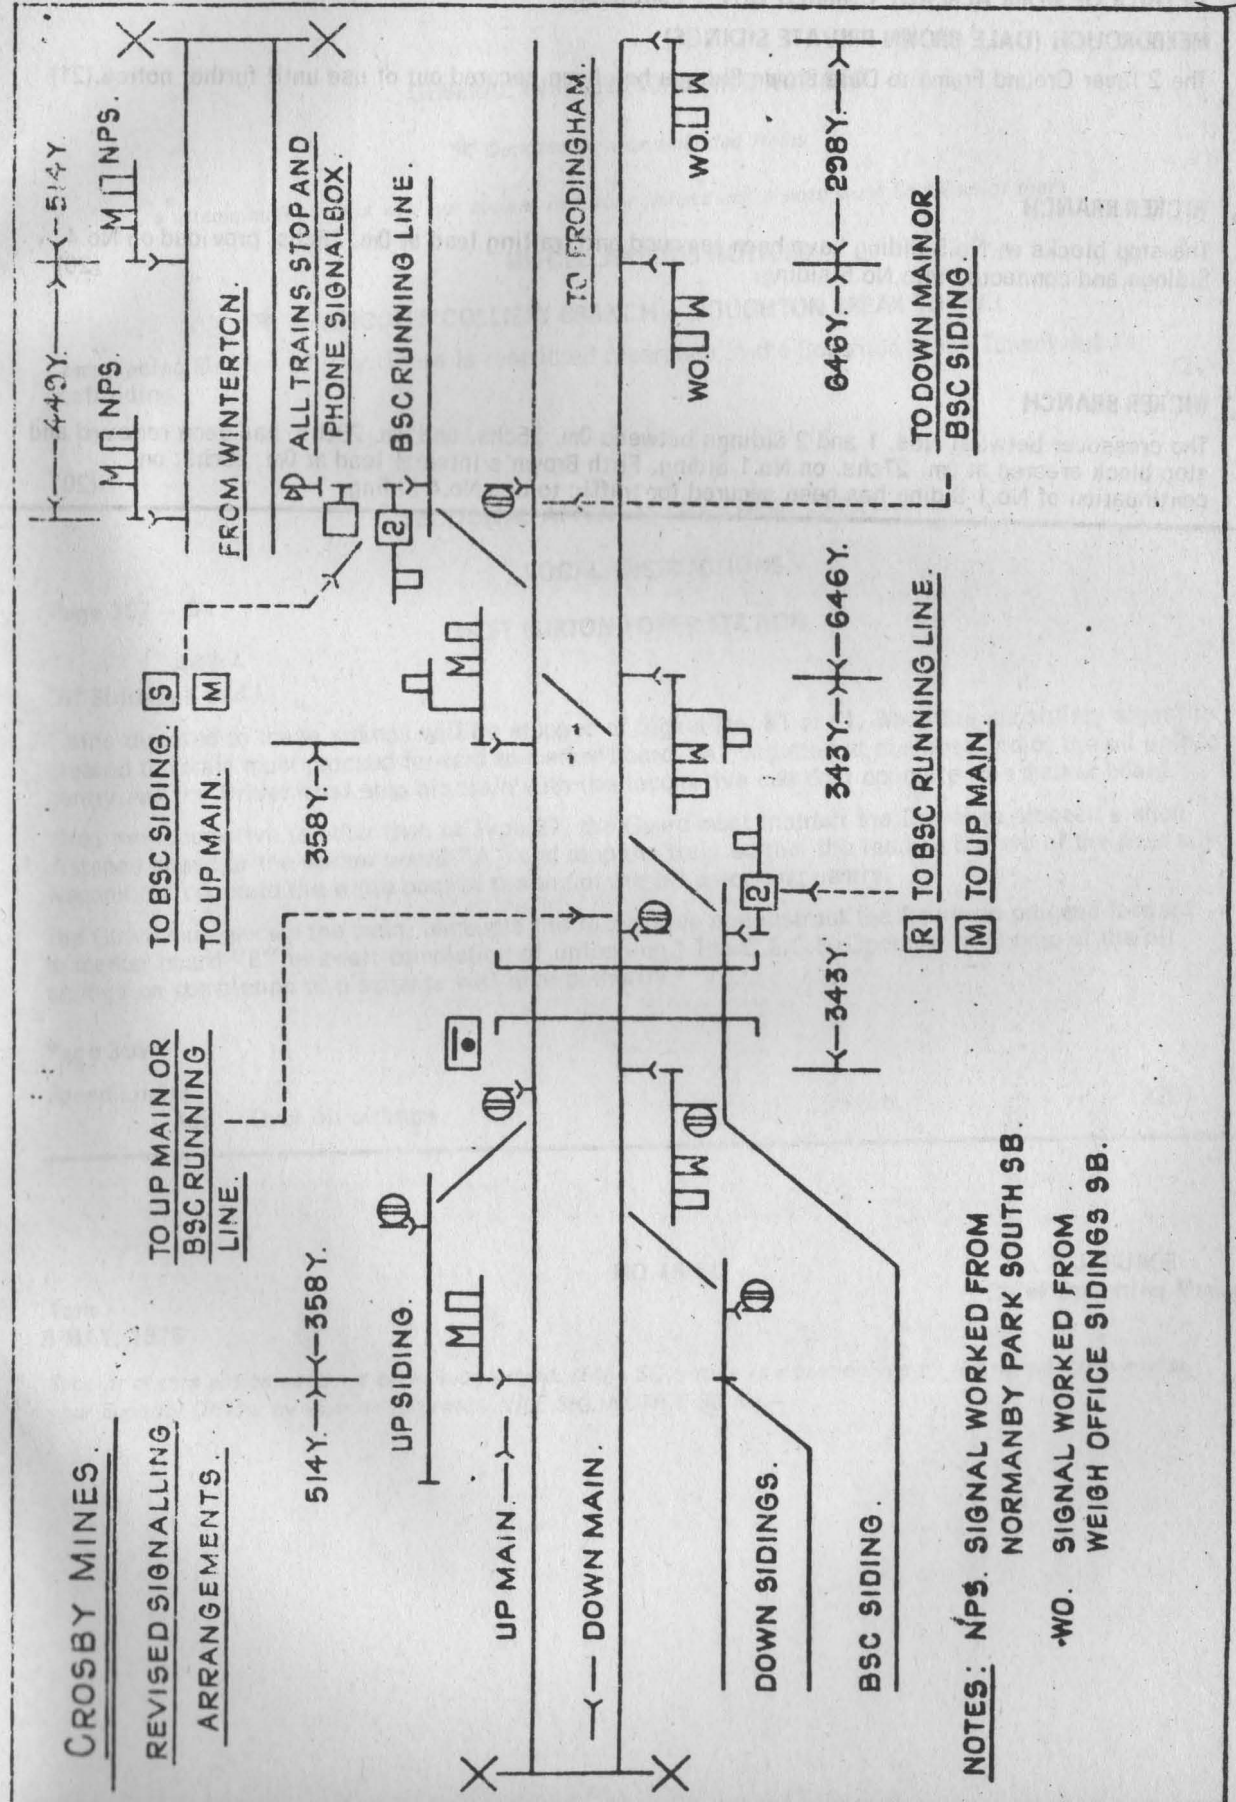 CROSBY MINES.
REVISED SIGNALLING
ARRANGEMENTS.
449Y.
514Y.
M NPS.
M NPS.
FROM WINTERTON.
ALL TRAINS STOP AND
PHONE SIGNALBOX.
BSC RUNNING LINE.
2
TO BSC SIDING. S
TO UP MAIN. M
358Y.
TO UP MAIN OR
BSC RUNNING
LINE
514Y.
358Y.
UP SIDING.
M
M
UP MAIN.
DOWN MAIN.
TO FRODINGHAM.
M
WO.
M
WO.
646Y.
298Y.
TO DOWN MAIN OR
BSC SIDING
M
2
343Y.
646Y.
343Y
R TO BSC RUNNING LINE.
M TO UP MAIN.
M
DOWN SIDINGS.
BSC SIDING.
NOTES: NPS. SIGNAL WORKED FROM
NORMANBY PARK SOUTH SB.
WO. SIGNAL WORKED FROM
WEIGH OFFICE SIDINGS SB.